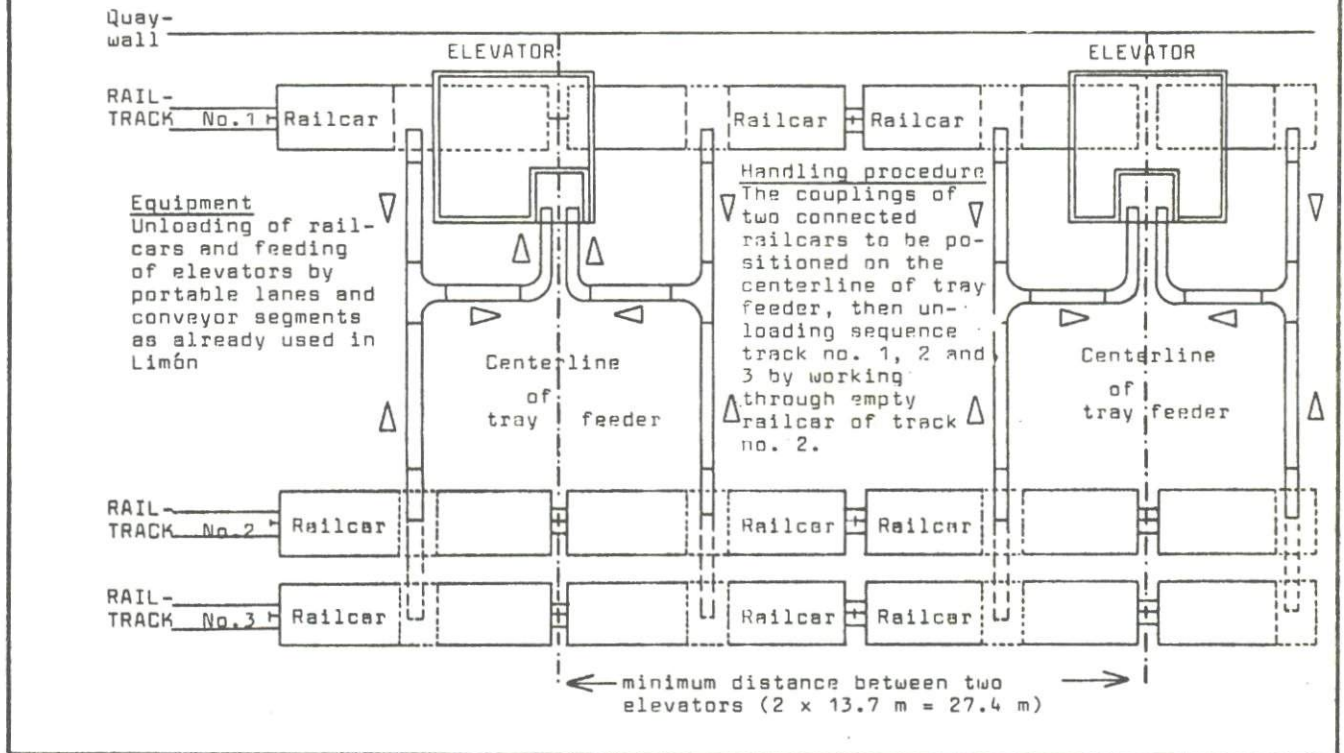 Quay-
wall
ELEVATOR
ELEVATOR
RAIL-
TRACK No.1
Railcar
Railcar
Railcar
Equipment
Unloading of rail-
cars and feeding
of elevators by
portable lanes and
conveyor segments
as already used in
Limón
Handling procedure
The couplings of
two connected
railcars to be po-
sitioned on the
centerline of tray
feeder, then un-
loading sequence
track no. 1, 2 and
3 by working
through empty
railcar of track
no. 2.
Centerline
of
tray feeder
Centerline
of
tray feeder
RAIL-
TRACK No.2
Railcar
Railcar
Railcar
RAIL-
TRACK No.3
Railcar
Railcar
Railcar
minimum distance between two
elevators (2 x 13.7 m = 27.4 m)